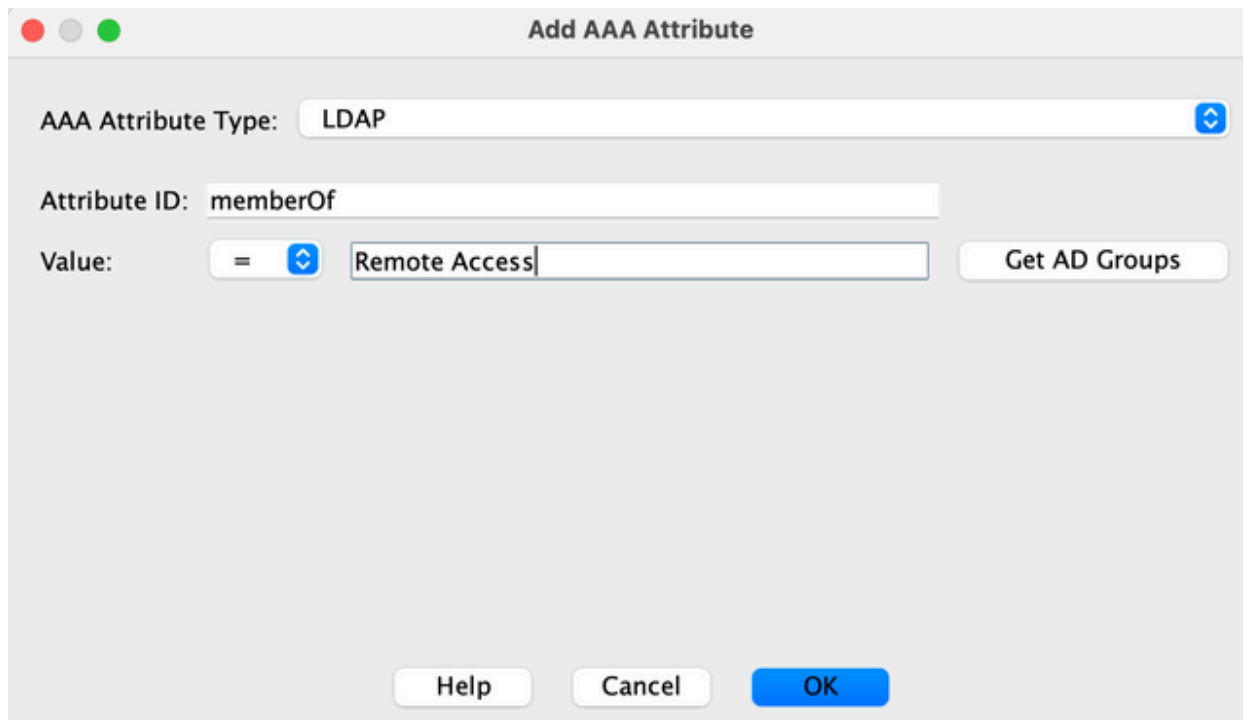 Add AAA Attribute
AAA Attribute Type: LDAP
Attribute ID: memberOf
Value: = Remote Access Get AD Groups
Help Cancel OK